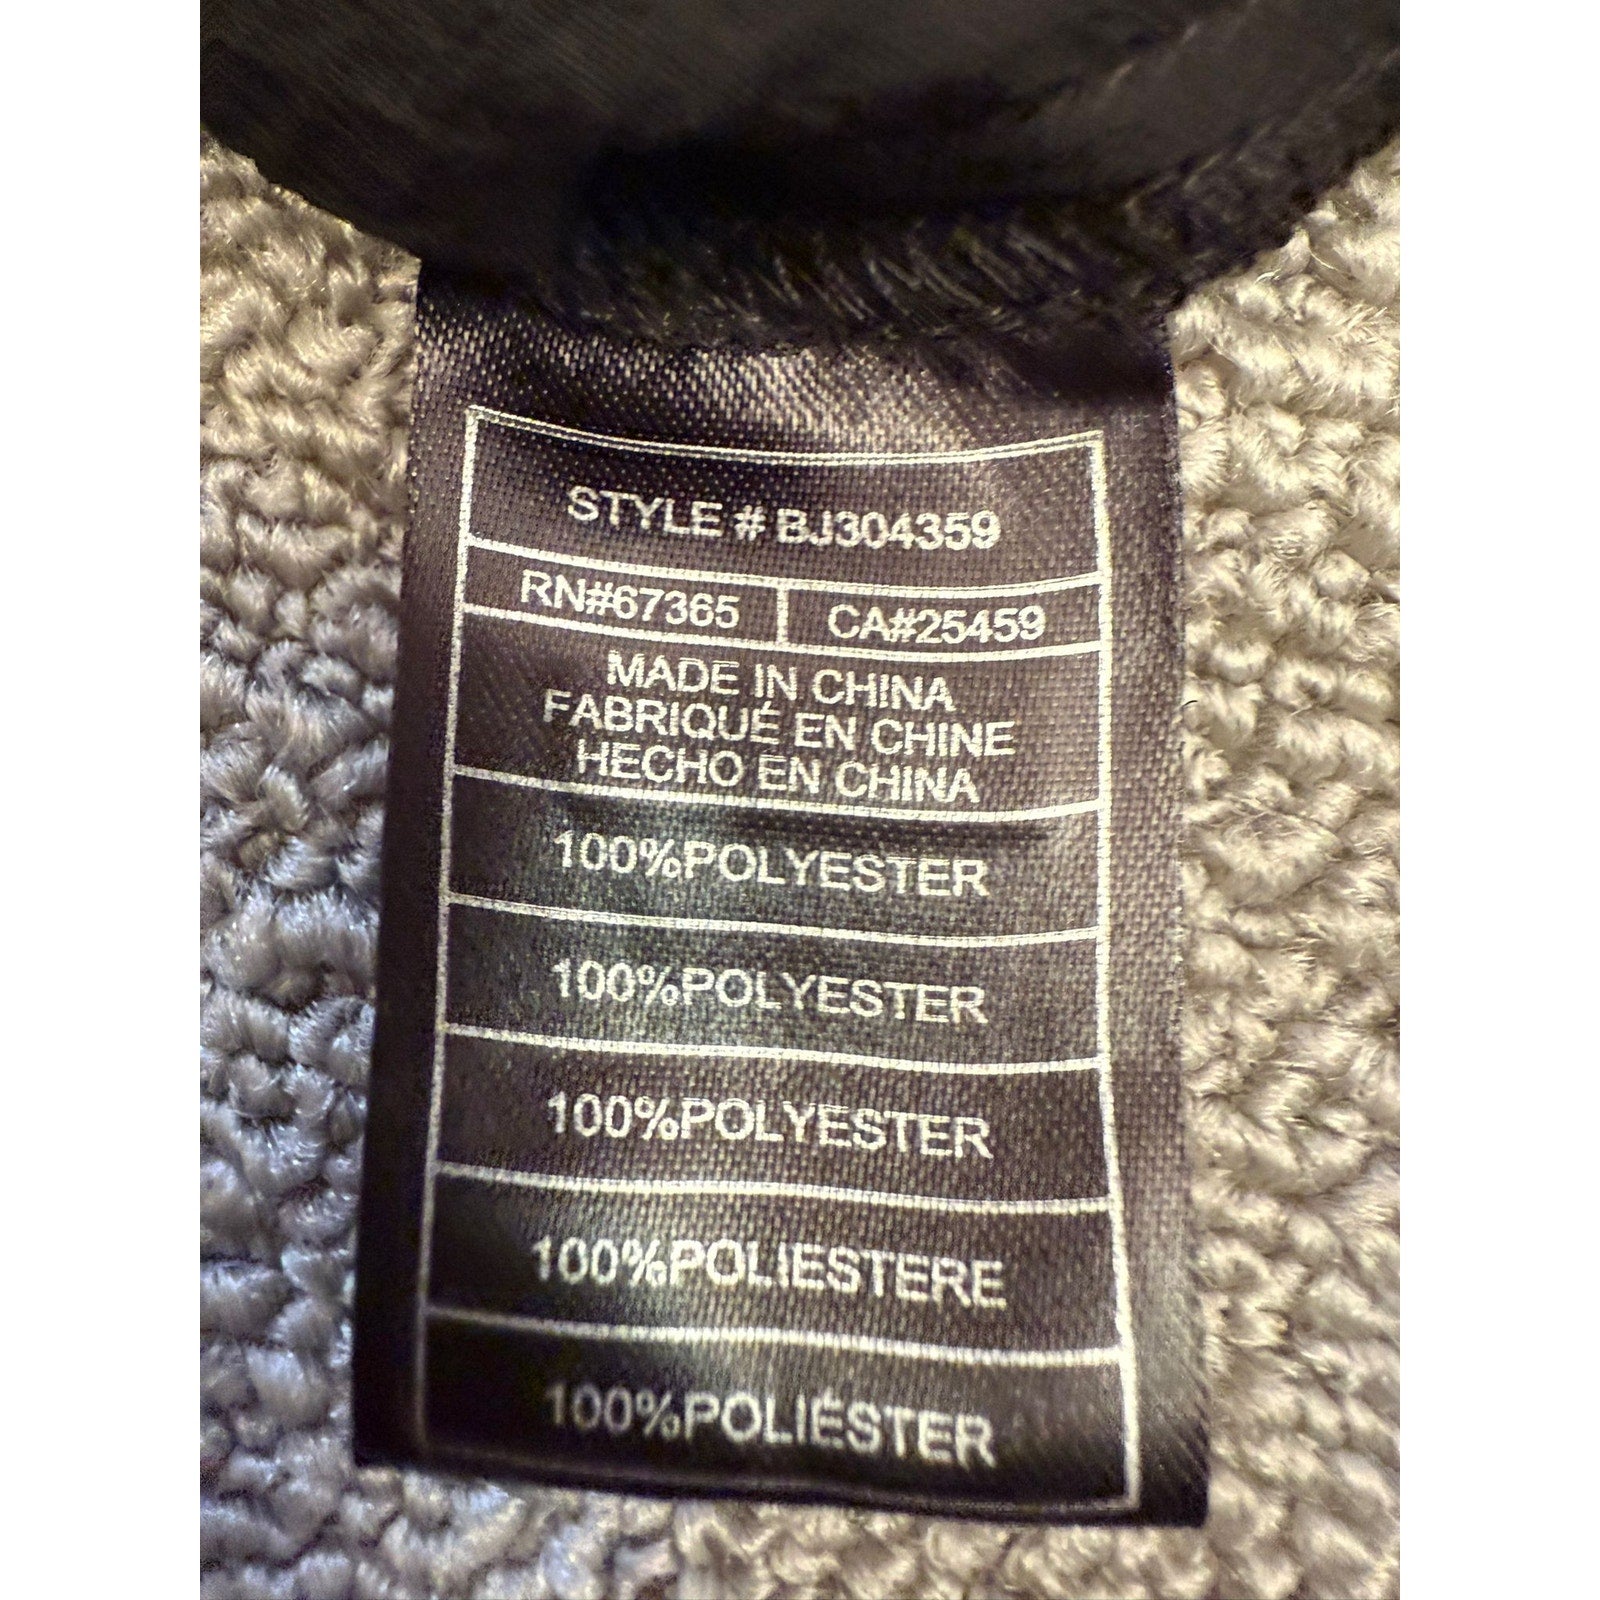 STYLE # BJ304359
RN#67365 CA#25459
MADE IN CHINA
FABRIQUÉ EN CHINE
HECHO EN CHINA
100%POLYESTER
100%POLYESTER
100%POLYESTER
100%POLIESTERE
100%POLIÉSTER